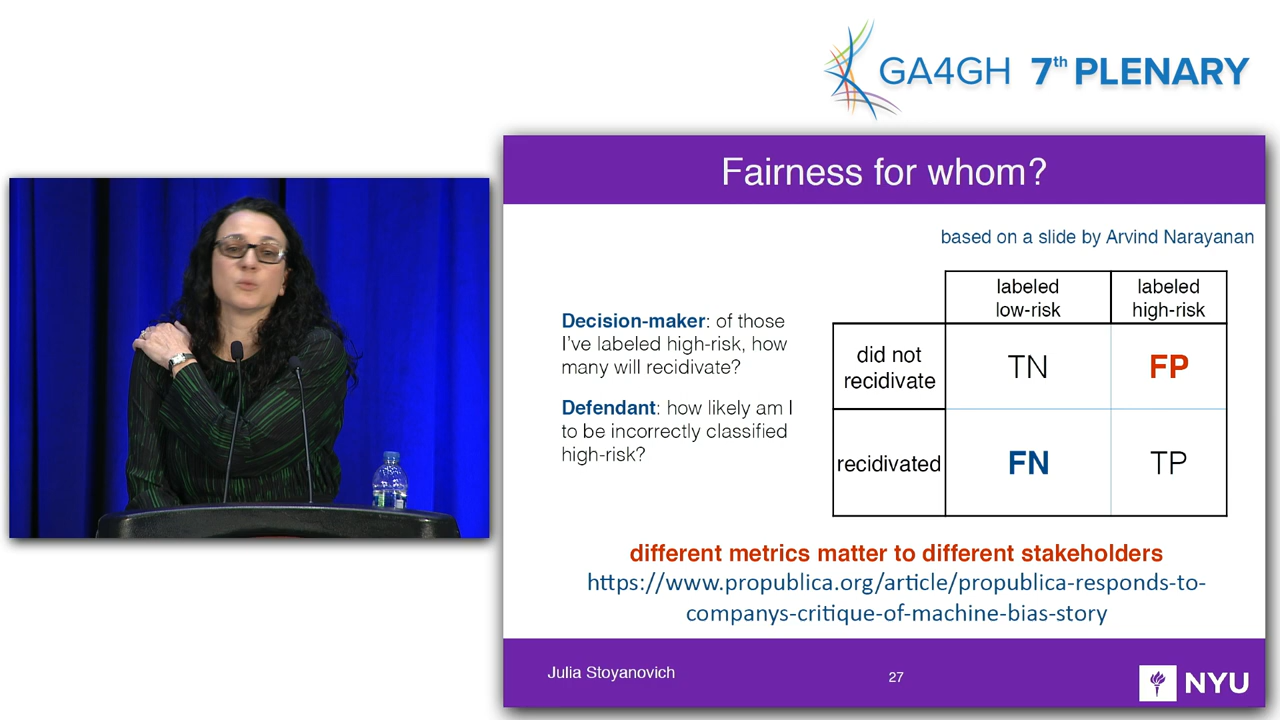 GA4GH 7th PLENARY
Fairness for whom?
based on a slide by Arvind Narayanan
Decision-maker: of those
I've labeled high-risk, how
many will recidivate?
Defendant: how likely am I
to be incorrectly classified
high-risk?
labeled
low-risk
labeled
high-risk
did not
recidivate
TN
FP
recidivated
FN
TP
different metrics matter to different stakeholders
https://www.propublica.org/article/propublica-responds-to-
companys-critique-of-machine-bias-story
Julia Stoyanovich
27
NYU